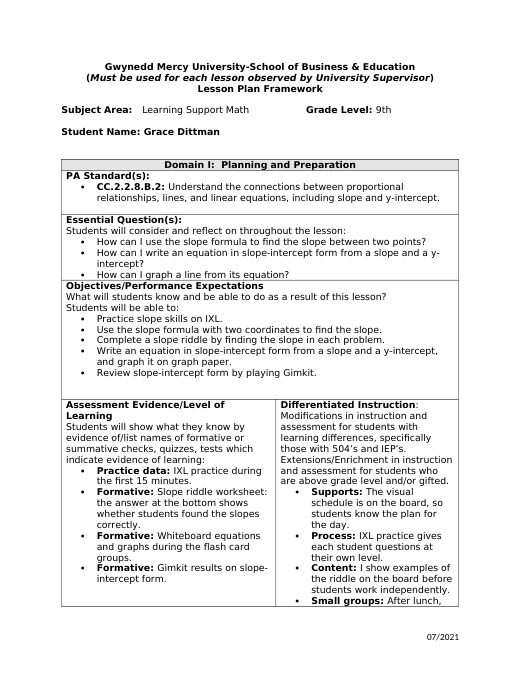 Gwynedd Mercy University-School of Business & Education
(Must be used for each lesson observed by University Supervisor)
Lesson Plan Framework
Subject Area: Learning Support Math Grade Level: 9th
Student Name: Grace Dittman
Domain I: Planning and Preparation
PA Standard(s):
• CC.2.2.8.B.2: Understand the connections between proportional
relationships, lines, and linear equations, including slope and y-intercept.
Essential Question(s):
Students will consider and reflect on throughout the lesson:
• How can I use the slope formula to find the slope between two points?
• How can I write an equation in slope-intercept form from a slope and a y-
intercept?
• How can I graph a line from its equation?
Objectives/Performance Expectations
What will students know and be able to do as a result of this lesson?
Students will be able to:
• Practice slope skills on IXL.
• Use the slope formula with two coordinates to find the slope.
• Complete a slope riddle by finding the slope in each problem.
• Write an equation in slope-intercept form from a slope and a y-intercept,
and graph it on graph paper.
• Review slope-intercept form by playing Gimkit.
Assessment Evidence/Level of
Learning
Students will show what they know by
evidence of/list names of formative or
summative checks, quizzes, tests which
indicate evidence of learning:
• Practice data: IXL practice during
the first 15 minutes.
• Formative: Slope riddle worksheet:
the answer at the bottom shows
whether students found the slopes
correctly.
• Formative: Whiteboard equations
and graphs during the flash card
groups.
• Formative: Gimkit results on slope-
intercept form.
Differentiated Instruction:
Modifications in instruction and
assessment for students with
learning differences, specifically
those with 504's and IEP's.
Extensions/Enrichment in instruction
and assessment for students who
are above grade level and/or gifted.
• Supports: The visual
schedule is on the board, so
students know the plan for
the day.
• Process: IXL practice gives
each student questions at
their own level.
• Content: I show examples of
the riddle on the board before
students work independently.
• Small groups: After lunch,
07/2021